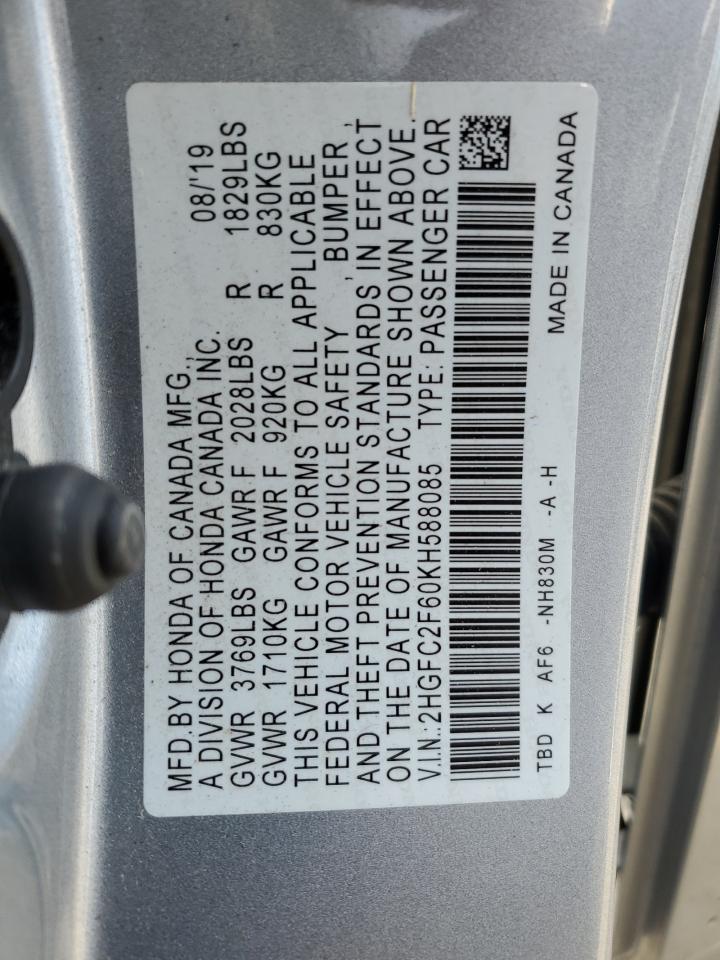 MFD.BY HONDA OF CANADA MFG.,
A DIVISION OF HONDA CANADA INC. 08/'19
GVWR 3769LBS GAWR F 2028LBS R 1829LBS
GVWR 1710KG GAWR F 920KG R 830KG
THIS VEHICLE CONFORMS TO ALL APPLICABLE
FEDERAL MOTOR VEHICLE SAFETY , BUMPER ,
AND THEFT PREVENTION STANDARDS IN EFFECT
ON THE DATE OF MANUFACTURE SHOWN ABOVE.
V.I.N.:2HGFC2F60KH588085 TYPE: PASSENGER CAR
TBD K AF6 -NH830M -A -H
MADE IN CANADA